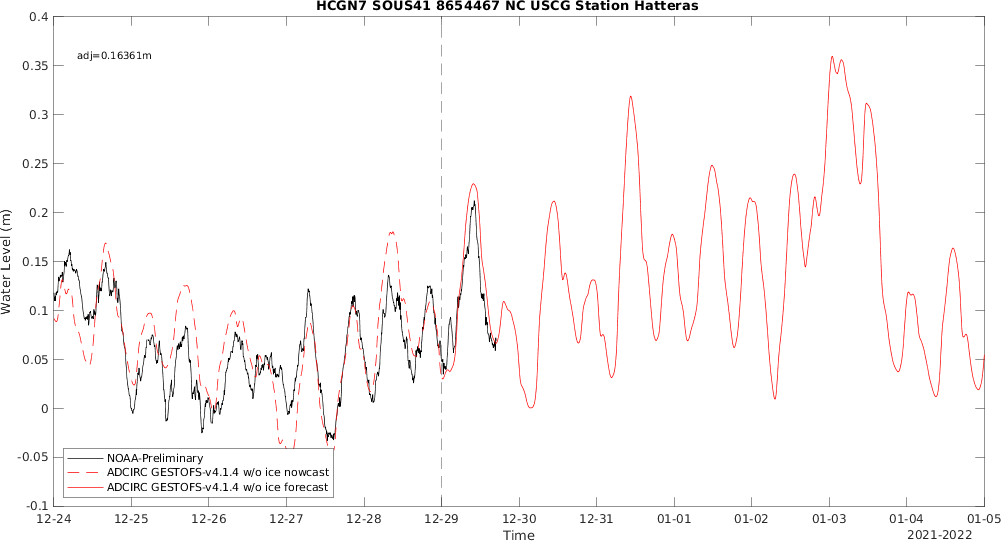 HCGN7 SOUS41 8654467 NC USCG Station Hatteras
adj=0.16361m
0.4
0.35
0.3
0.25
0.2
0.15
0.1
0.05
0
-0.05
-0.1
Water Level (m)
NOAA-Preliminary
ADCIRC GESTOFS-v4.1.4 w/o ice nowcast
ADCIRC GESTOFS-v4.1.4 w/o ice forecast
12-24 12-25 12-26 12-27 12-28 12-29 12-30 12-31 01-01 01-02 01-03 01-04 01-05
Time
2021-2022